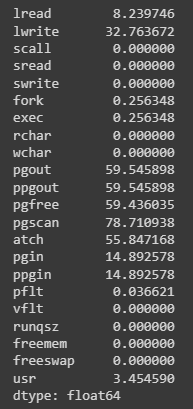 lread 8.239746
lwrite 32.763672
scall 0.000000
sread 0.000000
swrite 0.000000
fork 0.256348
exec 0.256348
rchar 0.000000
wchar 0.000000
pgout 59.545898
ppgout 59.545898
pgfree 59.436035
pgscan 78.710938
atch 55.847168
pgin 14.892578
ppgin 14.892578
pflt 0.036621
vflt 0.000000
runqsz 0.000000
freemem 0.000000
freeswap 0.000000
usr 3.454590
dtype: float64